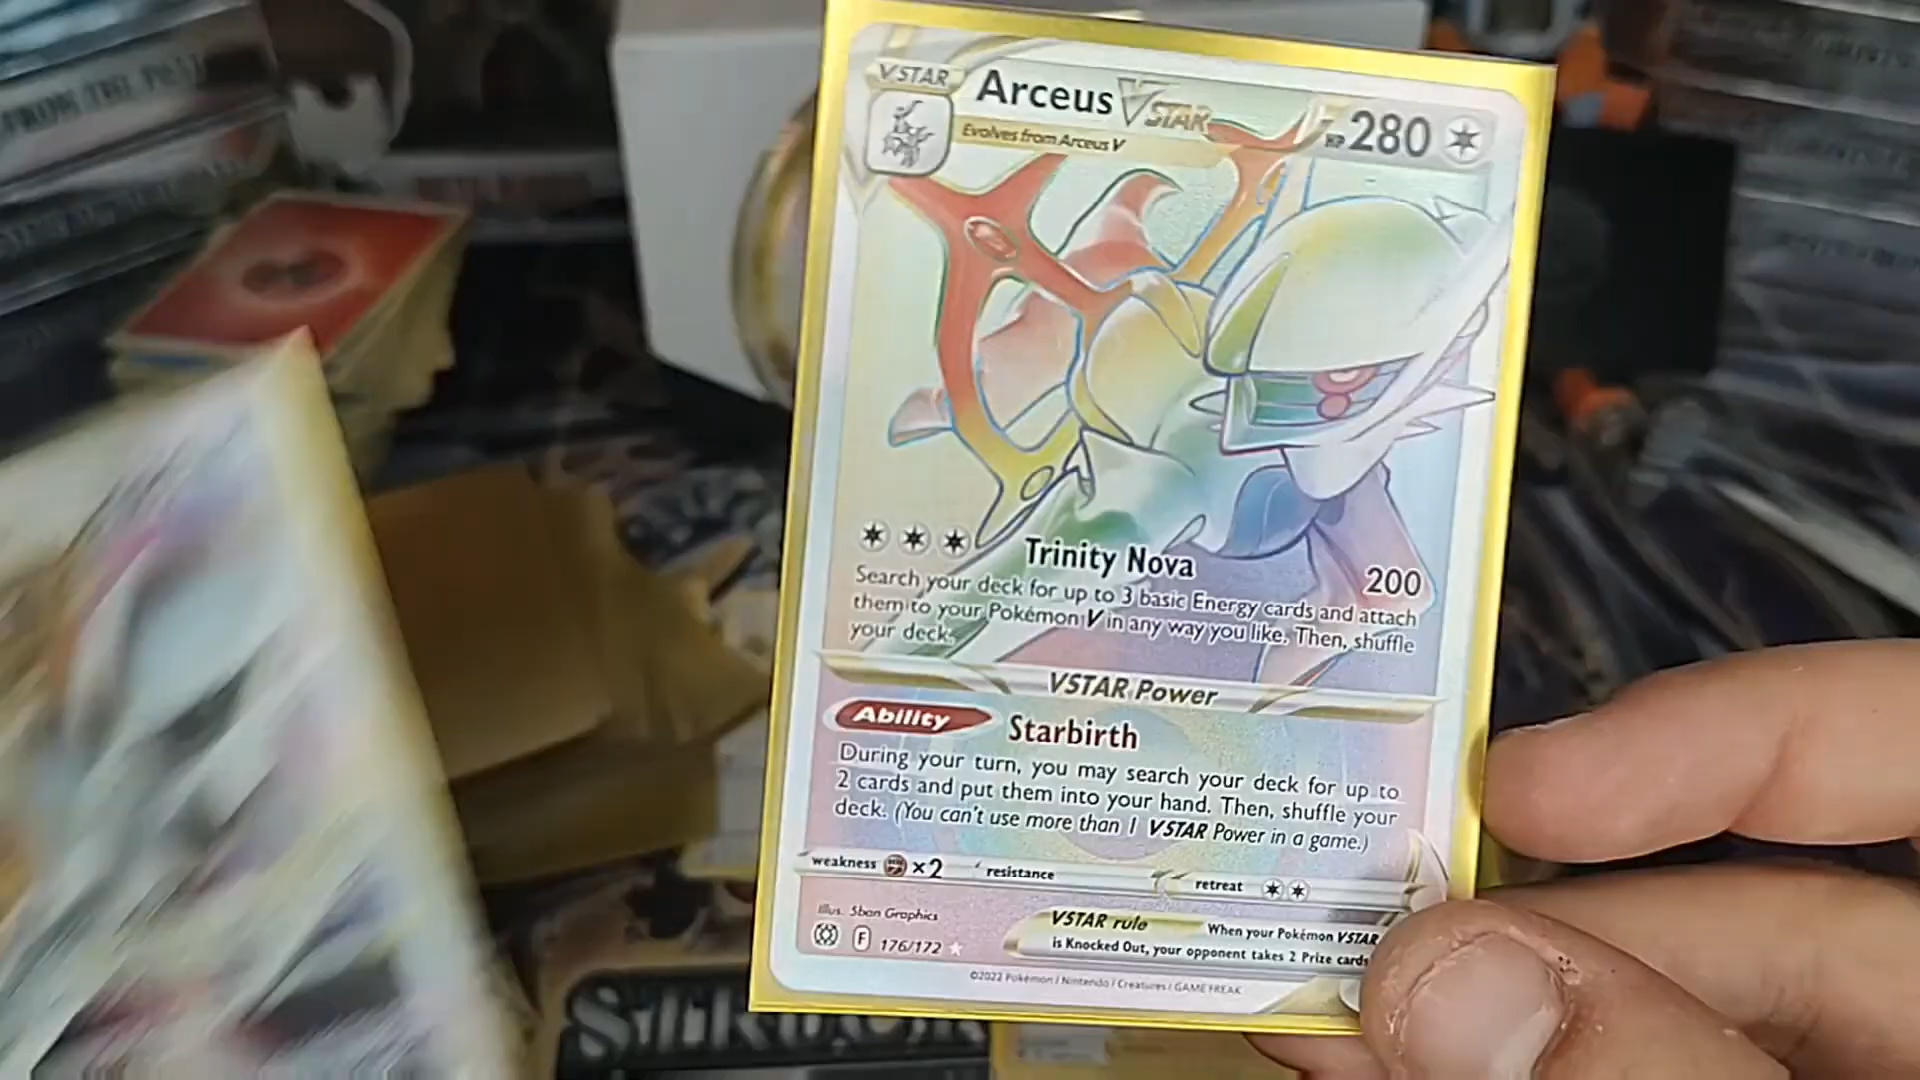 FROM THE PAST
VSTAR
Arceus VSTAR
HP 280
Evolves from Arceus V
Trinity Nova
200
Search your deck for up to 3 basic Energy cards and attach
them to your Pokémon V in any way you like. Then, shuffle
your deck.
VSTAR Power
Ability
Starbirth
During your turn, you may search your deck for up to
2 cards and put them into your hand. Then, shuffle your
deck. (You can't use more than 1 VSTAR Power in a game.)
weakness ×2 resistance retreat
Illus. 5ban Graphics
F 176/172
VSTAR rule When your Pokémon VSTAR
is Knocked Out, your opponent takes 2 Prize cards
©2022 Pokémon / Nintendo / Creatures / GAME FREAK